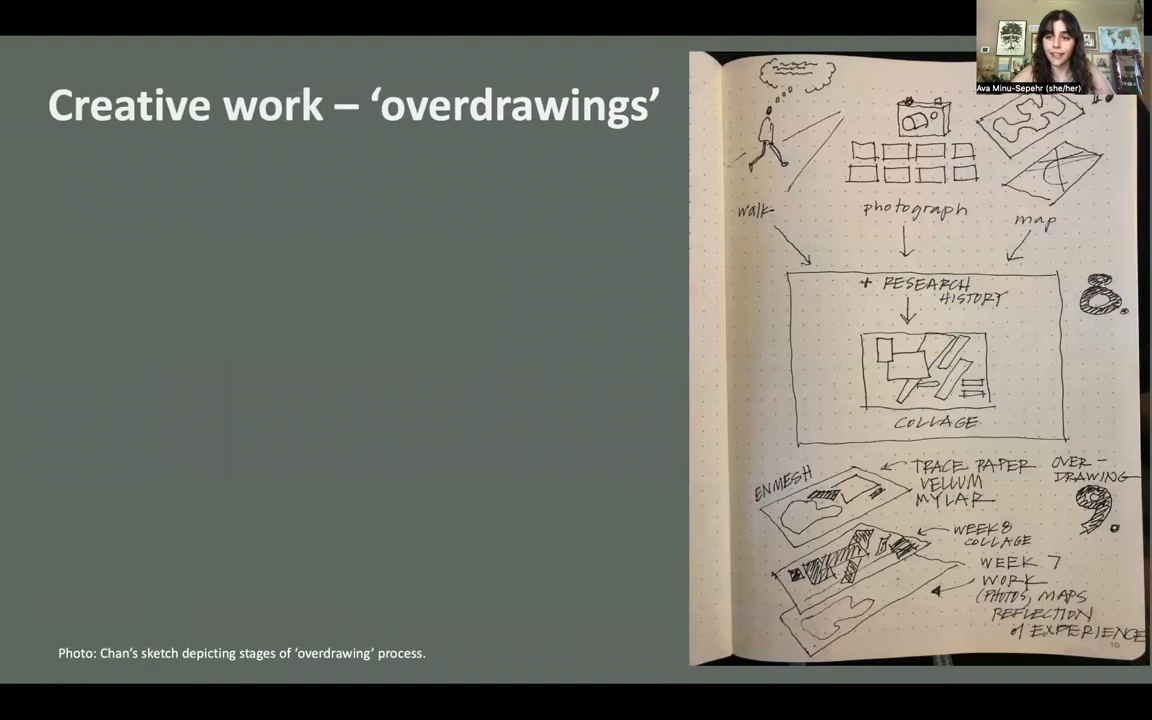 Creative work – ‘overdrawings’
Ava Minu-Sepehr (she/her)
walk
photograph
map
+ RESEARCH
HISTORY
8.
COLLAGE
ENMESH
TRACE PAPER
VELLUM
MYLAR
OVER-
DRAWING
9.
WEEK 8
COLLAGE
WEEK 7
WORK
(PHOTOS, MAPS
REFLECTION
of EXPERIENCE
Photo: Chan’s sketch depicting stages of ‘overdrawing’ process.